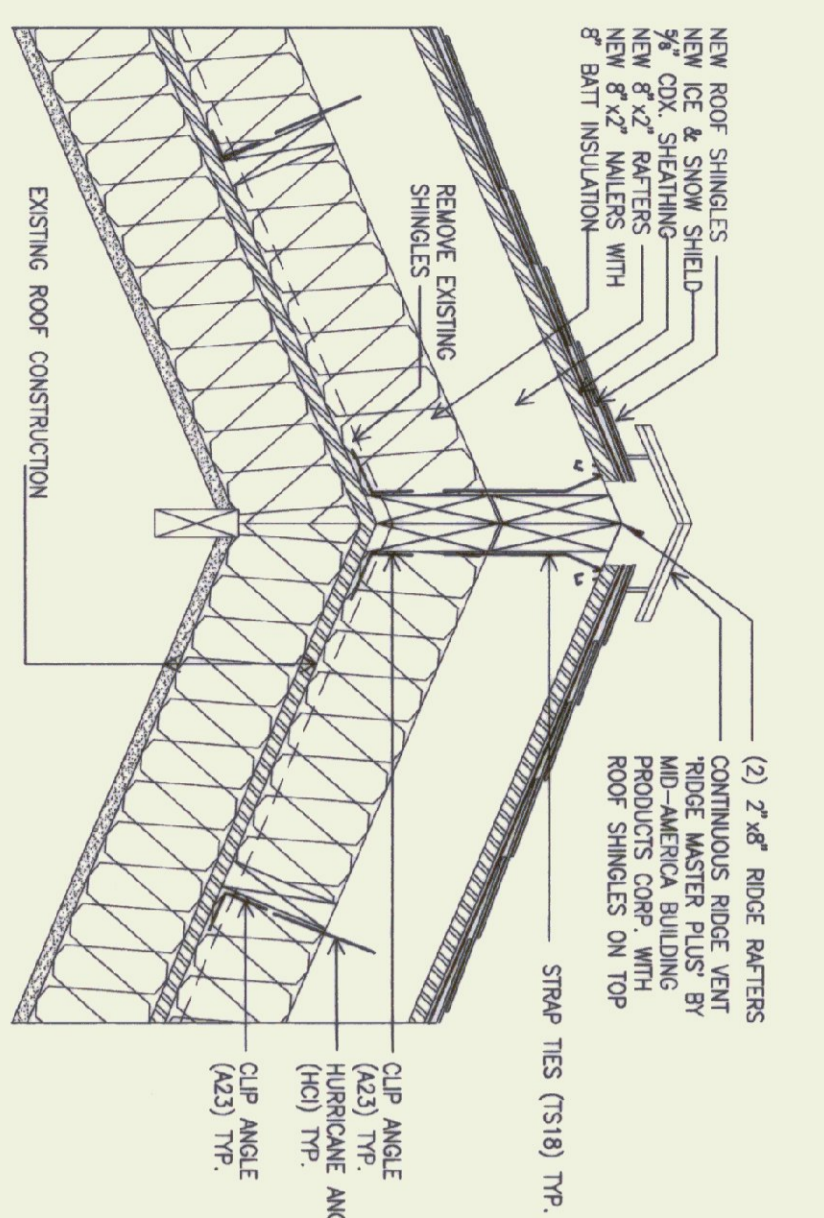 NEW ROOF SHINGLES
NEW ICE & SNOW SHIELD
5/8" CDX. SHEATHING
NEW 8"x2" RAFTERS
NEW 8"x2" NAILERS WITH
8" BATT INSULATION
REMOVE EXISTING
SHINGLES
EXISTING ROOF CONSTRUCTION
(2) 2"x8" RIDGE RAFTERS
CONTINUOUS RIDGE VENT
'RIDGE MASTER PLUS' BY
MID-AMERICA BUILDING
PRODUCTS CORP. WITH
ROOF SHINGLES ON TOP
STRAP TIES (TS18) TYP.
CLIP ANGLE
(A23) TYP.
HURRICANE
(HCI) TYP.
CLIP ANGLE
(A23) TYP.